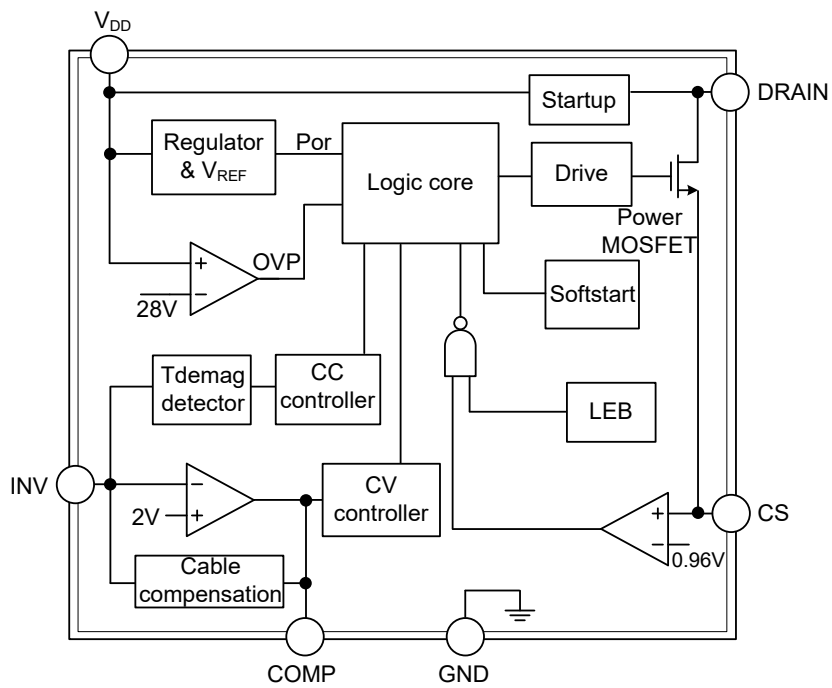 VDD
Startup
DRAIN
Regulator
& VREF
Por
Logic core
Drive
Power
MOSFET
+
OVP
−
28V
Softstart
Tdemag
detector
CC
controller
LEB
INV
−
2V
+
CV
controller
+
CS
−
0.96V
Cable
compensation
COMP
GND